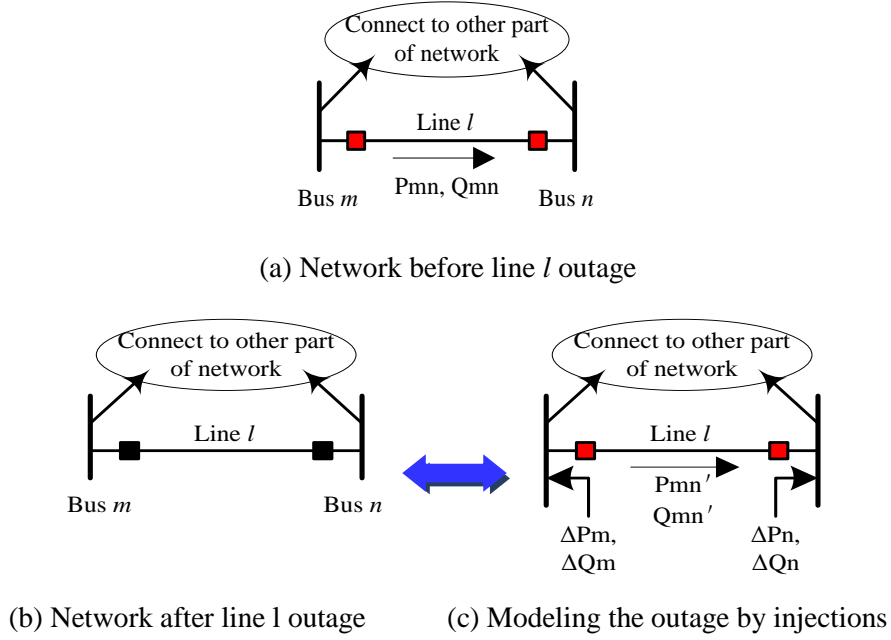 Connect to other part
of network
Line l
Pmn, Qmn
Bus m
Bus n
(a) Network before line l outage
Connect to other part
of network
Line l
Bus m
Bus n
(b) Network after line l outage
Connect to other part
of network
Line l
Pmn′
Qmn′
ΔPm,
ΔQm
ΔPn,
ΔQn
(c) Modeling the outage by injections